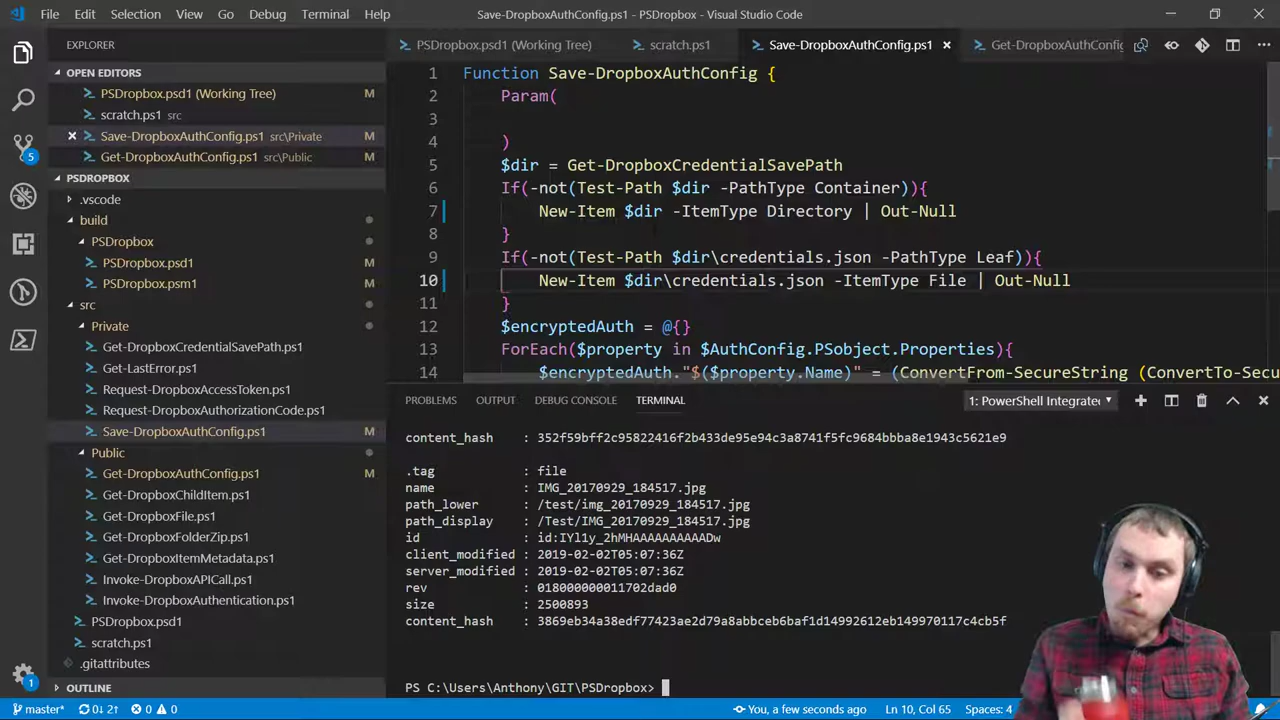 File Edit Selection View Go Debug Terminal Help
Save-DropboxAuthConfig.ps1 - PSDropbox - Visual Studio Code
EXPLORER
OPEN EDITORS
PSDropbox.psd1 (Working Tree) M
scratch.ps1 src
Save-DropboxAuthConfig.ps1 src\Private M
Get-DropboxAuthConfig.ps1 src\Public M
5
PSDROPBOX
.vscode
build
PSDropbox
PSDropbox.psd1
PSDropbox.psm1
src
Private
Get-DropboxCredentialSavePath.ps1
Get-LastError.ps1
Request-DropboxAccessToken.ps1
Request-DropboxAuthorizationCode.ps1
Save-DropboxAuthConfig.ps1 M
Public
Get-DropboxAuthConfig.ps1 M
Get-DropboxChildItem.ps1
Get-DropboxFile.ps1
Get-DropboxFolderZip.ps1
Get-DropboxItemMetadata.ps1
Invoke-DropboxAPICall.ps1
Invoke-DropboxAuthentication.ps1
PSDropbox.psd1
scratch.ps1
.gitattributes
OUTLINE
1
PSDropbox.psd1 (Working Tree) M
scratch.ps1
Save-DropboxAuthConfig.ps1
Get-DropboxAuthConfig
1 Function Save-DropboxAuthConfig {
2 Param(
3
4 )
5 $dir = Get-DropboxCredentialSavePath
6 If(-not(Test-Path $dir -PathType Container)){
7 New-Item $dir -ItemType Directory | Out-Null
8 }
9 If(-not(Test-Path $dir\credentials.json -PathType Leaf)){
10 New-Item $dir\credentials.json -ItemType File | Out-Null
11 }
12 $encryptedAuth = @{}
13 ForEach($property in $AuthConfig.PSobject.Properties){
14 $encryptedAuth."$($property.Name)" = (ConvertFrom-SecureString (ConvertTo-Secu
PROBLEMS OUTPUT DEBUG CONSOLE TERMINAL
1: PowerShell Integrate
content_hash : 352f59bff2c95822416f2b433de95e94c3a8741f5fc9684bbba8e1943c5621e9
.tag : file
name : IMG_20170929_184517.jpg
path_lower : /test/img_20170929_184517.jpg
path_display : /Test/IMG_20170929_184517.jpg
id : id:IYl1y_2hMHAAAAAAAAAADw
client_modified : 2019-02-02T05:07:36Z
server_modified : 2019-02-02T05:07:36Z
rev : 018000000011702dad0
size : 2500893
content_hash : 3869eb34a38edf77423ae2d79a8abbceb6baf1d14992612eb149970117c4cb5f
PS C:\Users\Anthony\GIT\PSDropbox>
master* 0↓ 2↑ 0 0 You, a few seconds ago Ln 10, Col 65 Spaces: 4